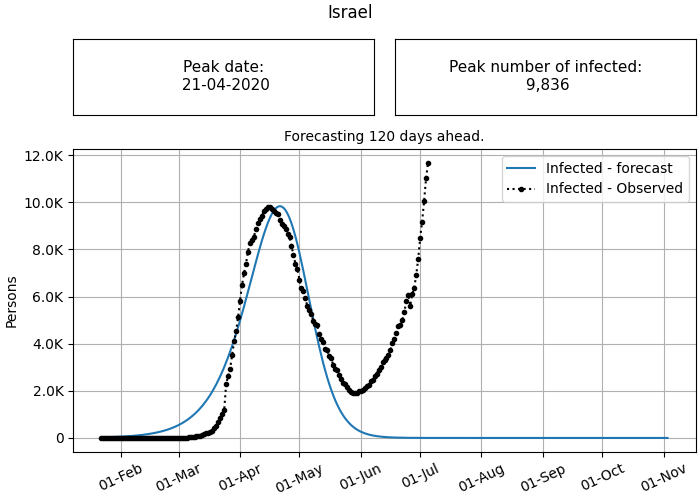 Israel
Peak date:
21-04-2020
Peak number of infected:
9,836
Forecasting 120 days ahead.
Infected - forecast
Infected - Observed
Persons
12.0K
10.0K
8.0K
6.0K
4.0K
2.0K
0
01-Feb
01-Mar
01-Apr
01-May
01-Jun
01-Jul
01-Aug
01-Sep
01-Oct
01-Nov